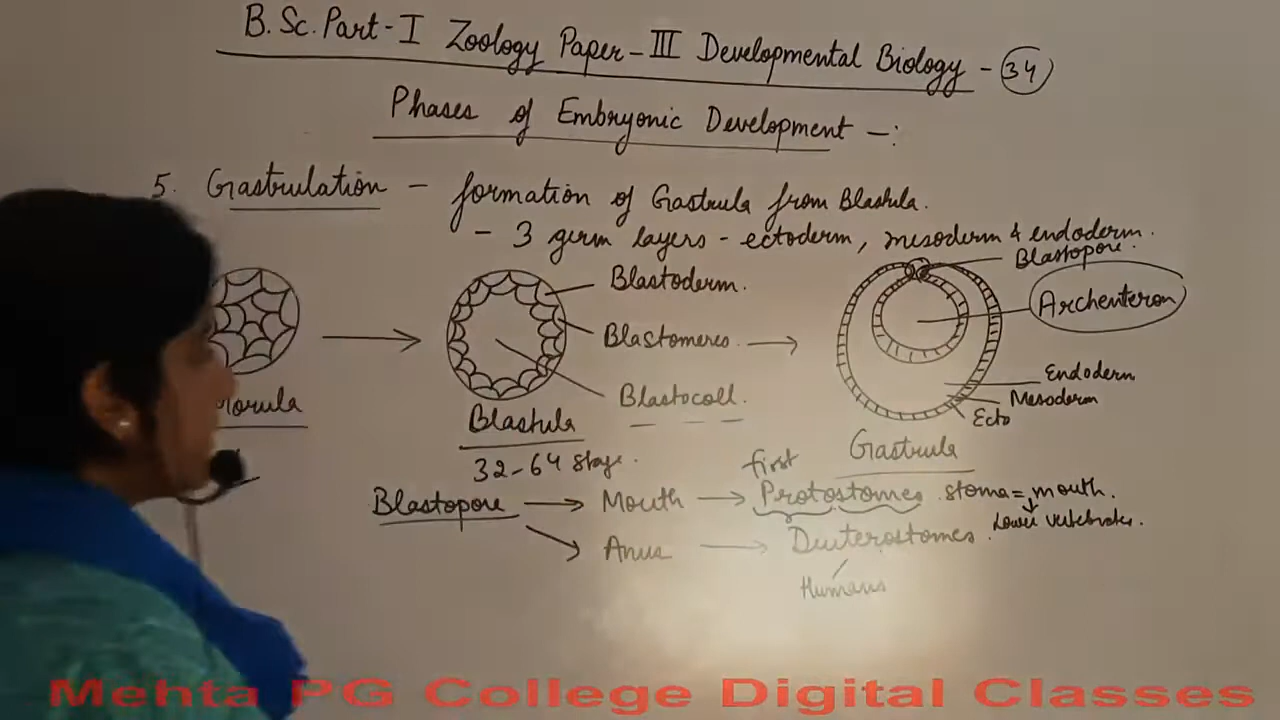 B.Sc. Part-I Zoology Paper-III Developmental Biology - 34
Phases of Embryonic Development -:
5. Gastrulation - formation of Gastrula from Blastula.
- 3 germ layers - ectoderm, mesoderm & endoderm.
Blastopore.
Blastoderm.
Archenteron
Blastomeres
Blastocoel.
Endoderm
Mesoderm
Ecto
Morula
Blastula
Gastrula
32-64 stage.
first
Blastopore → Mouth → Protostomes. stoma = mouth.
Lower vertebrates.
→ Anus → Deuterostomes.
Humans
Mehta PG College Digital Classes